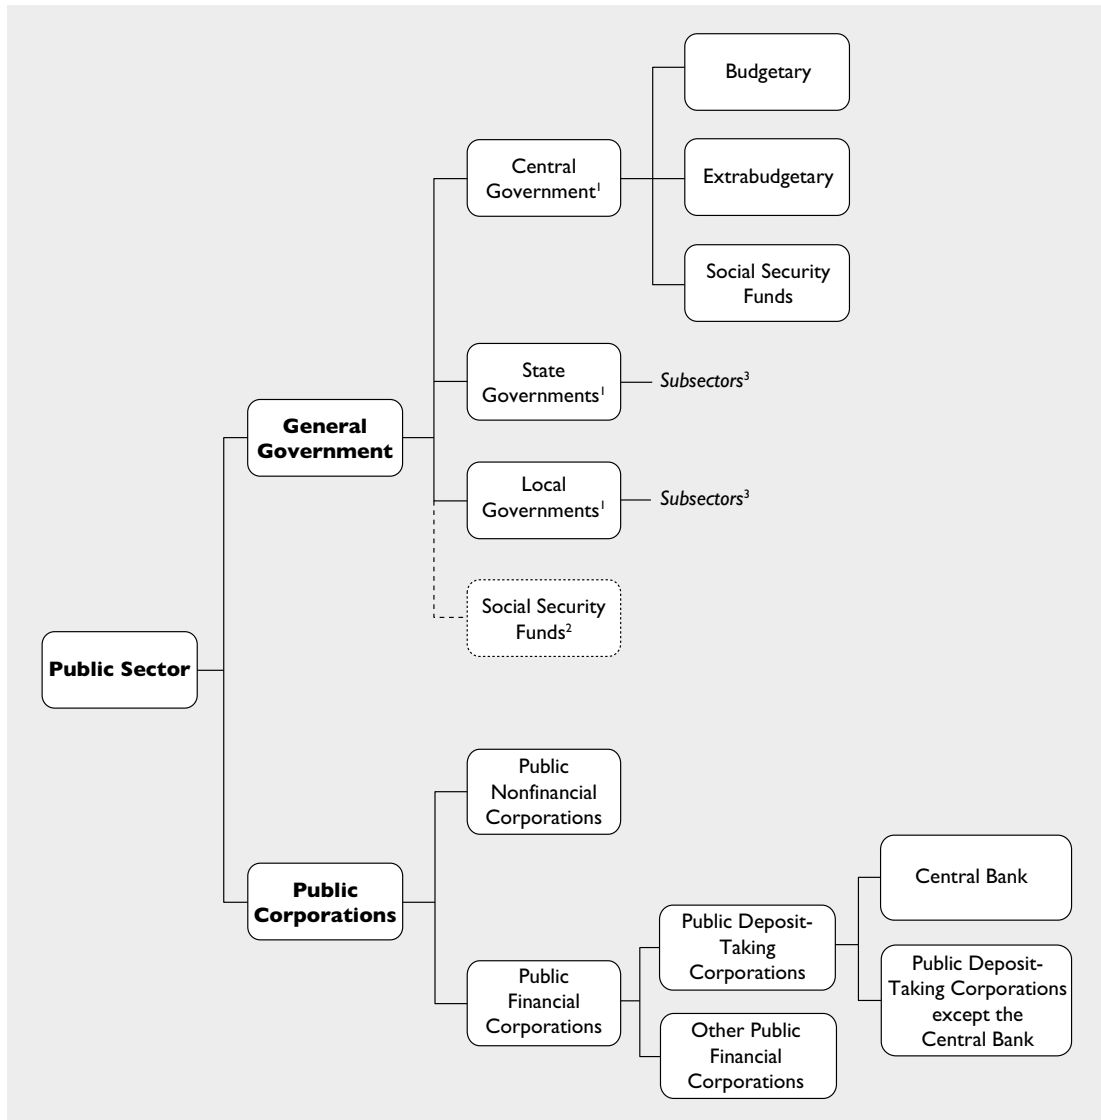 Budgetary
Central
Government¹
Extrabudgetary
Social Security
Funds
State
Governments¹
Subsectors³
General
Government
Local
Governments¹
Subsectors³
Social Security
Funds²
Public Sector
Public
Nonfinancial
Corporations
Public
Corporations
Central Bank
Public Deposit-
Taking
Corporations
Public
Financial
Corporations
Public Deposit-
Taking Corporations
except the
Central Bank
Other Public
Financial
Corporations